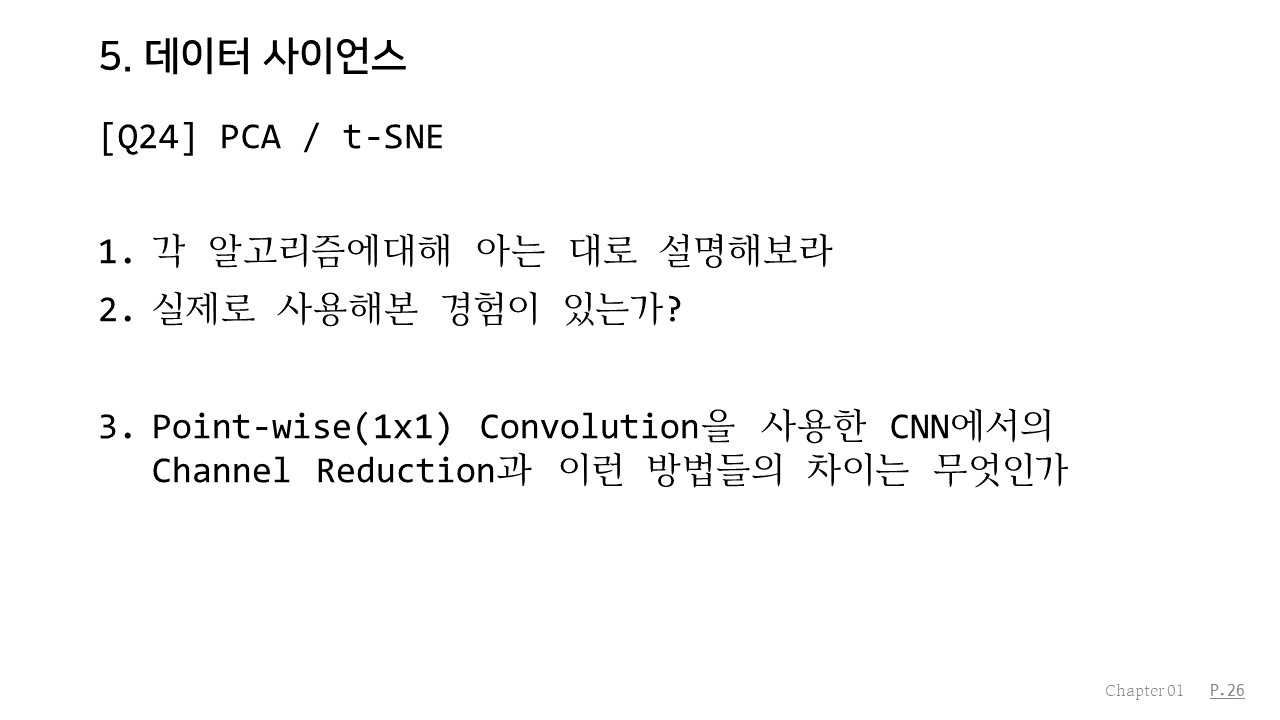 5. 데이터 사이언스
[Q24] PCA / t-SNE
1. 각 알고리즘에대해 아는 대로 설명해보라
2. 실제로 사용해본 경험이 있는가?
3. Point-wise(1x1) Convolution을 사용한 CNN에서의
Channel Reduction과 이런 방법들의 차이는 무엇인가
Chapter 01 P.26